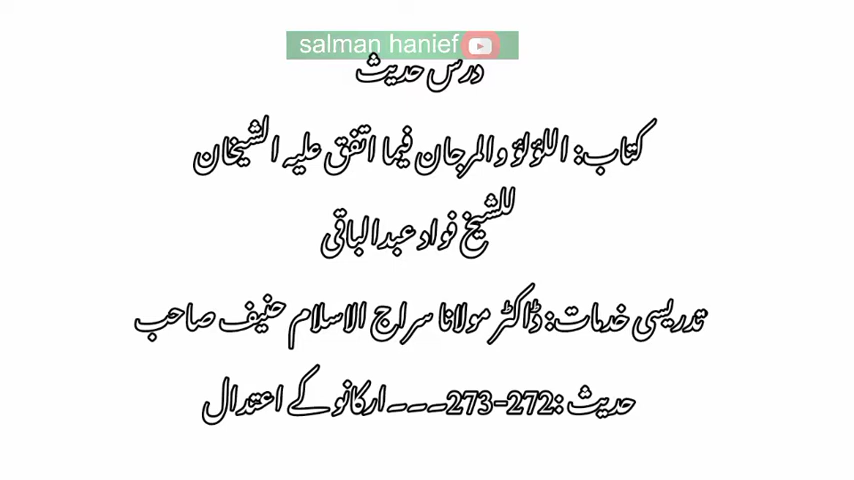 salman hanief
درس حدیث
کتاب: اللؤلؤ والمرجان فیما اتفق علیہ الشیخان
للشیخ فواد عبدالباقی
تدریسی خدمات: ڈاکٹر مولانا سراج الاسلام حنیف صاحب
حدیث :272-273۔۔۔ارکانو کے اعتدال